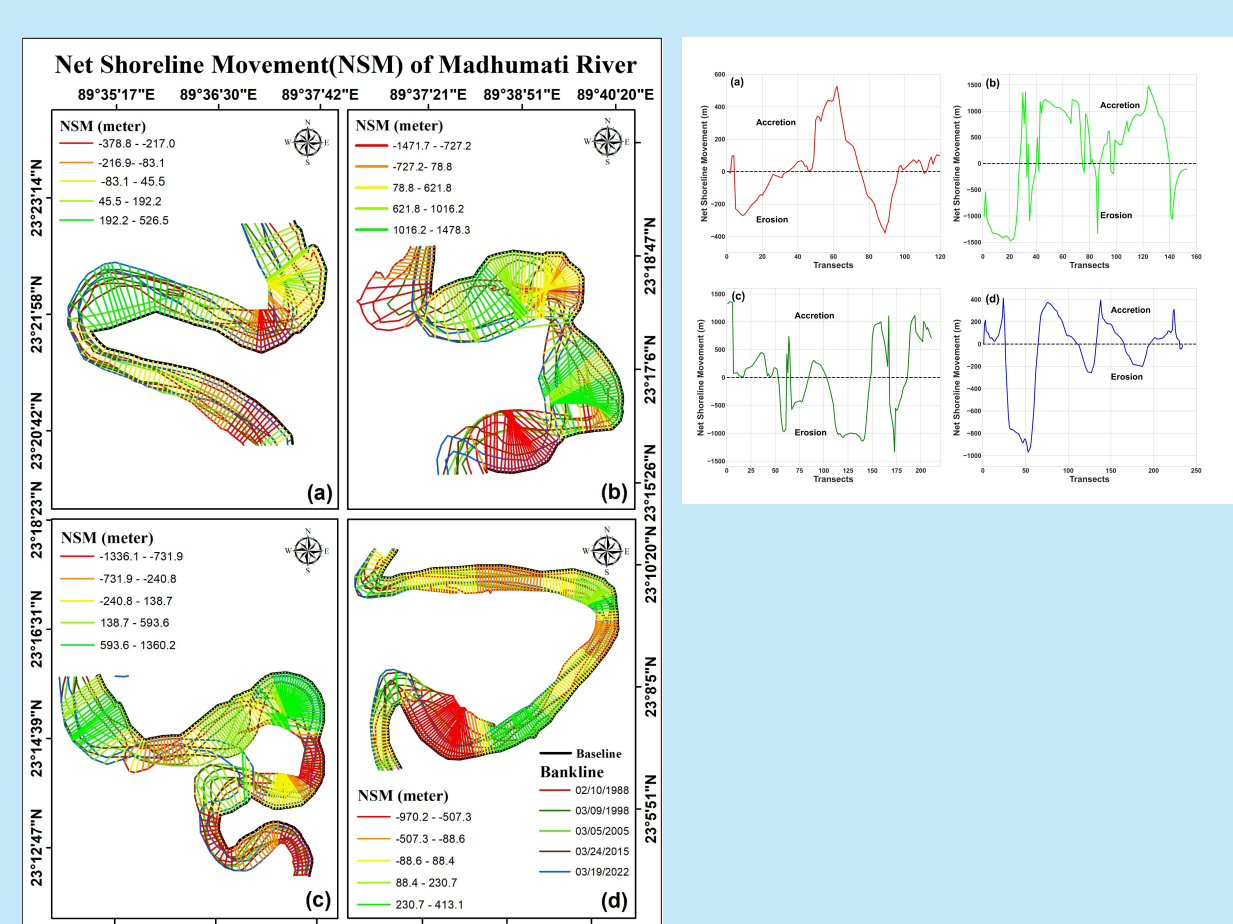 Net Shoreline Movement(NSM) of Madhumati River
89°35'17"E 89°36'30"E 89°37'42"E 89°37'21"E 89°38'51"E 89°40'20"E
NSM (meter)
-378.8 - -217.0
-216.9- -83.1
-83.1 - 45.5
45.5 - 192.2
192.2 - 526.5
N
W E
S
23°23'14"N
23°21'58"N
23°20'42"N
(a)
NSM (meter)
-1471.7 - -727.2
-727.2- 78.8
78.8 - 621.8
621.8 - 1016.2
1016.2 - 1478.3
N
W E
S
23°18'47"N
23°17'6"N
23°15'26"N
(b)
NSM (meter)
-1336.1 - -731.9
-731.9 - -240.8
-240.8 - 138.7
138.7 - 593.6
593.6 - 1360.2
N
W E
S
23°18'23"N
23°16'31"N
23°14'39"N
23°12'47"N
(c)
N
W E
S
23°10'20"N
23°8'5"N
23°5'51"N
Baseline
Bankline
02/10/1988
03/09/1998
03/05/2005
03/24/2015
03/19/2022
NSM (meter)
-970.2 - -507.3
-507.3 - -88.6
-88.6 - 88.4
88.4 - 230.7
230.7 - 413.1
(d)
(a)
Net Shoreline Movement (m)
600
400
200
0
−200
−400
Accretion
Erosion
0 20 40 60 80 100 120
Transects
(b)
Net Shoreline Movement (m)
1500
1000
500
0
−500
−1000
−1500
Accretion
Erosion
0 20 40 60 80 100 120 140 160
Transects
(c)
Net Shoreline Movement (m)
1500
1000
500
0
−500
−1000
−1500
Accretion
Erosion
0 25 50 75 100 125 150 175 200
Transects
(d)
Net Shoreline Movement (m)
400
200
0
−200
−400
−600
−800
−1000
Accretion
Erosion
0 50 100 150 200 250
Transects